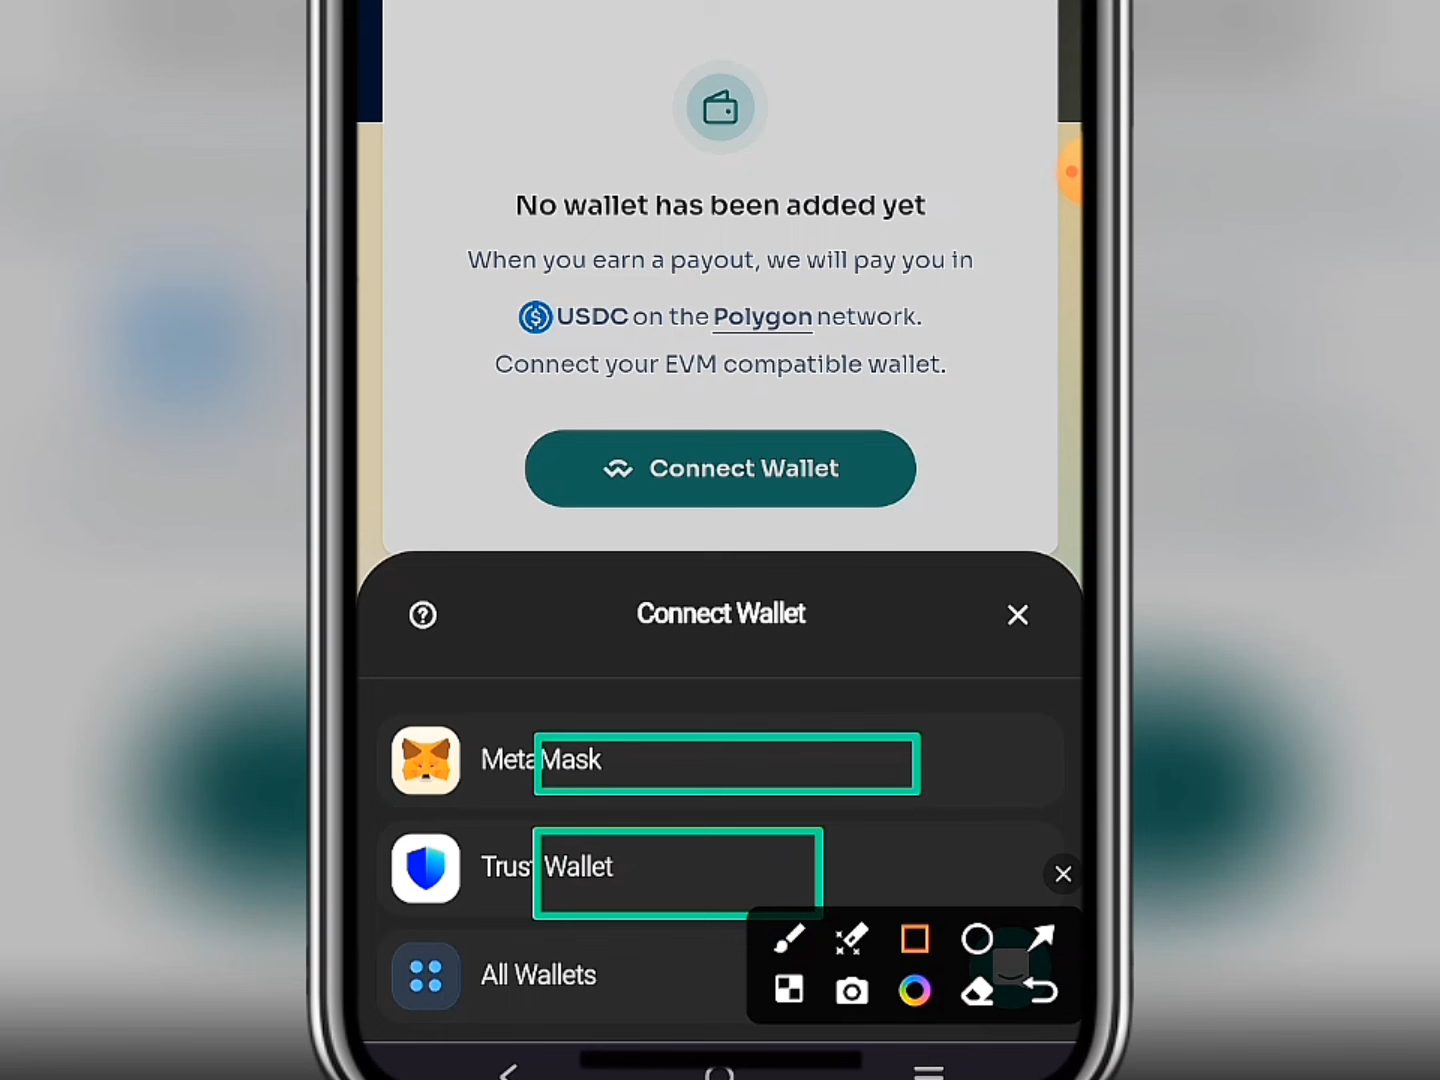 No wallet has been added yet
When you earn a payout, we will pay you in
USDC on the Polygon network.
Connect your EVM compatible wallet.
Connect Wallet
Connect Wallet
MetaMask
Trust Wallet
All Wallets